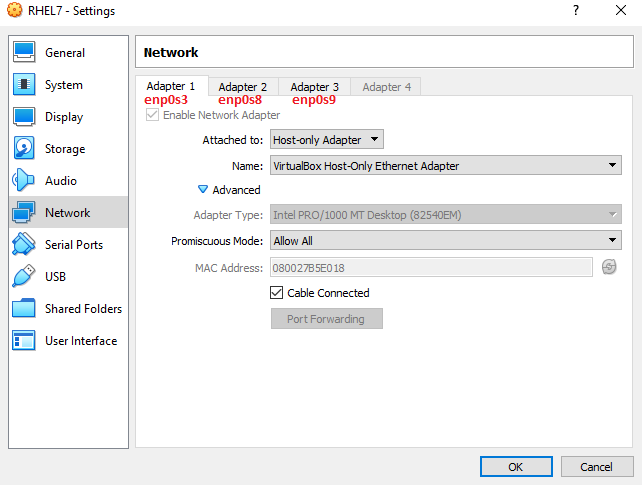 RHEL7 - Settings
?
General
System
Display
Storage
Audio
Network
Serial Ports
USB
Shared Folders
User Interface
Network
Adapter 1 Adapter 2 Adapter 3 Adapter 4
enp0s3 enp0s8 enp0s9
Enable Network Adapter
Attached to: Host-only Adapter
Name: VirtualBox Host-Only Ethernet Adapter
Advanced
Adapter Type: Intel PRO/1000 MT Desktop (82540EM)
Promiscuous Mode: Allow All
MAC Address: 080027B5E018
Cable Connected
Port Forwarding
OK Cancel